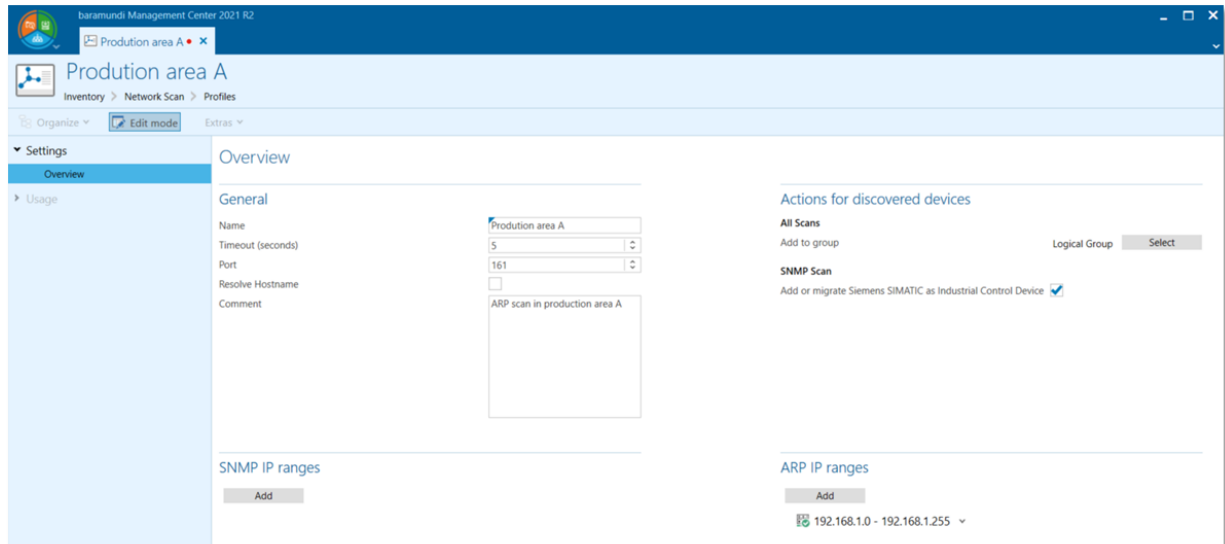 baramundi Management Center 2021 R2
Prodution area A
Prodution area A
Inventory > Network Scan > Profiles
Organize
Edit mode
Extras
Settings
Overview
Usage
Overview
General
Name
Prodution area A
Timeout (seconds)
5
Port
161
Resolve Hostname
Comment
ARP scan in production area A
Actions for discovered devices
All Scans
Add to group
Logical Group
Select
SNMP Scan
Add or migrate Siemens SIMATIC as Industrial Control Device
SNMP IP ranges
Add
ARP IP ranges
Add
192.168.1.0 - 192.168.1.255